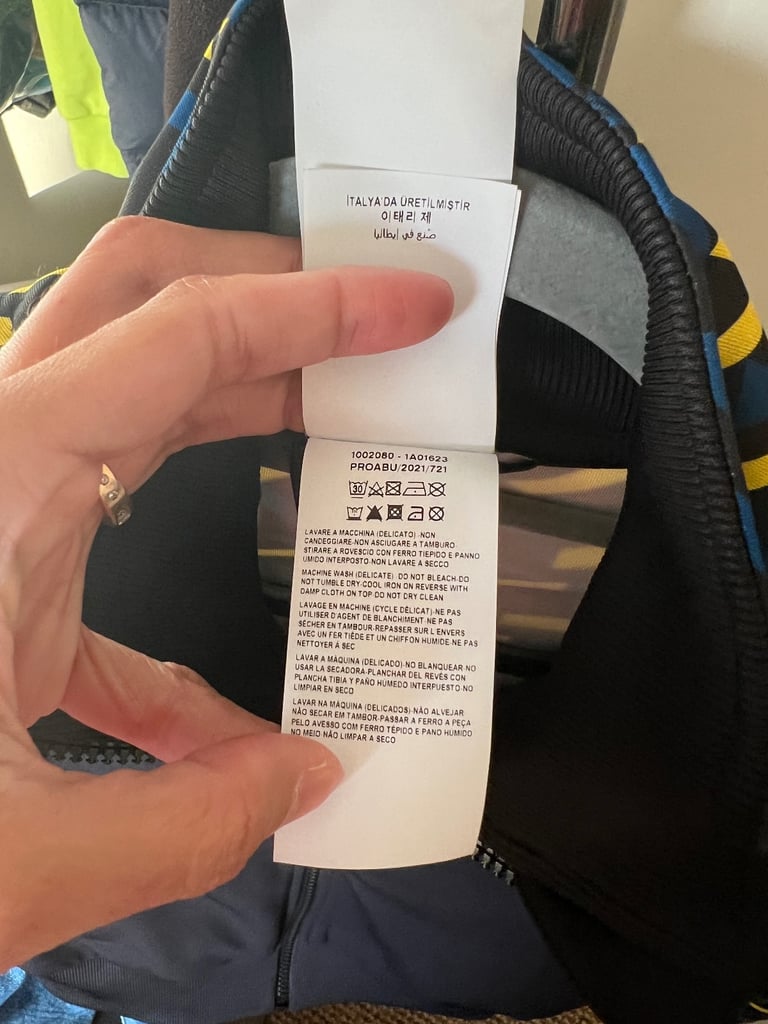 İTALYA'DA ÜRETİLMİŞTİR
이태리 제
صُنع في إيطاليا
1002080 - 1A01623
PROABU/2021/721
30
LAVARE A MACCHINA (DELICATO)-NON
CANDEGGIARE-NON ASCIUGARE A TAMBURO-
STIRARE A ROVESCIO CON FERRO TIEPIDO E PANNO
UMIDO INTERPOSTO-NON LAVARE A SECCO
MACHINE WASH (DELICATE)-DO NOT BLEACH-DO
NOT TUMBLE DRY-COOL IRON ON REVERSE WITH
DAMP CLOTH ON TOP-DO NOT DRY CLEAN
LAVAGE EN MACHINE (CYCLE DÉLICAT)-NE PAS
UTILISER D'AGENT DE BLANCHIMENT-NE PAS
SÉCHER EN TAMBOUR-REPASSER SUR L'ENVERS
AVEC UN FER TIÈDE ET UN CHIFFON HUMIDE-NE PAS
NETTOYER À SEC
LAVAR A MÁQUINA (DELICADO)-NO BLANQUEAR-NO
USAR LA SECADORA-PLANCHAR DEL REVÉS CON
PLANCHA TIBIA Y PAÑO HÚMEDO INTERPUESTO-NO
LIMPIAR EN SECO
LAVAR NA MÁQUINA (DELICADOS)-NÃO ALVEJAR
NÃO SECAR EM TAMBOR-PASSAR A FERRO A PEÇA
PELO AVESSO COM FERRO TÉPIDO E PANO HÚMIDO
NO MEIO-NÃO LIMPAR A SECO